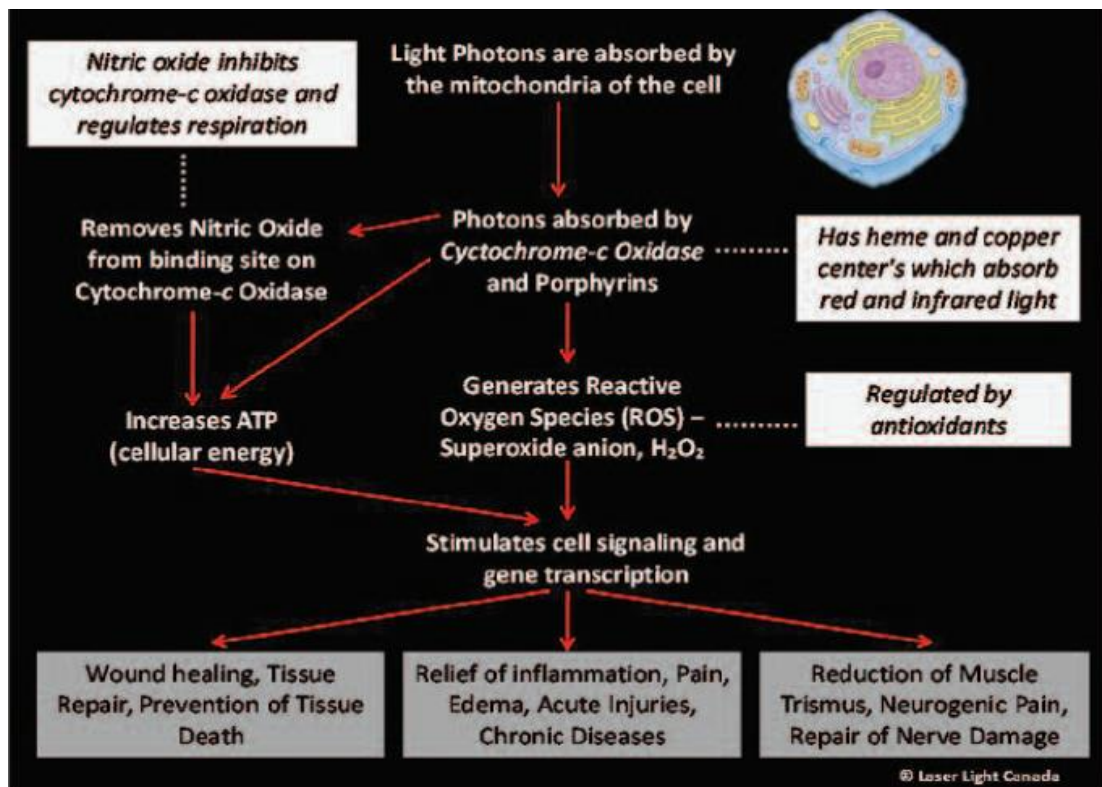 Nitric oxide inhibits
cytochrome-c oxidase and
regulates respiration
Light Photons are absorbed by
the mitochondria of the cell
Removes Nitric Oxide
from binding site on
Cytochrome-c Oxidase
Photons absorbed by
Cyctochrome-c Oxidase
and Porphyrins
Has heme and copper
center's which absorb
red and infrared light
Increases ATP
(cellular energy)
Generates Reactive
Oxygen Species (ROS) –
Superoxide anion, H₂O₂
Regulated by
antioxidants
Stimulates cell signaling and
gene transcription
Wound healing, Tissue
Repair, Prevention of Tissue
Death
Relief of inflammation, Pain,
Edema, Acute Injuries,
Chronic Diseases
Reduction of Muscle
Trismus, Neurogenic Pain,
Repair of Nerve Damage
© Laser Light Canada